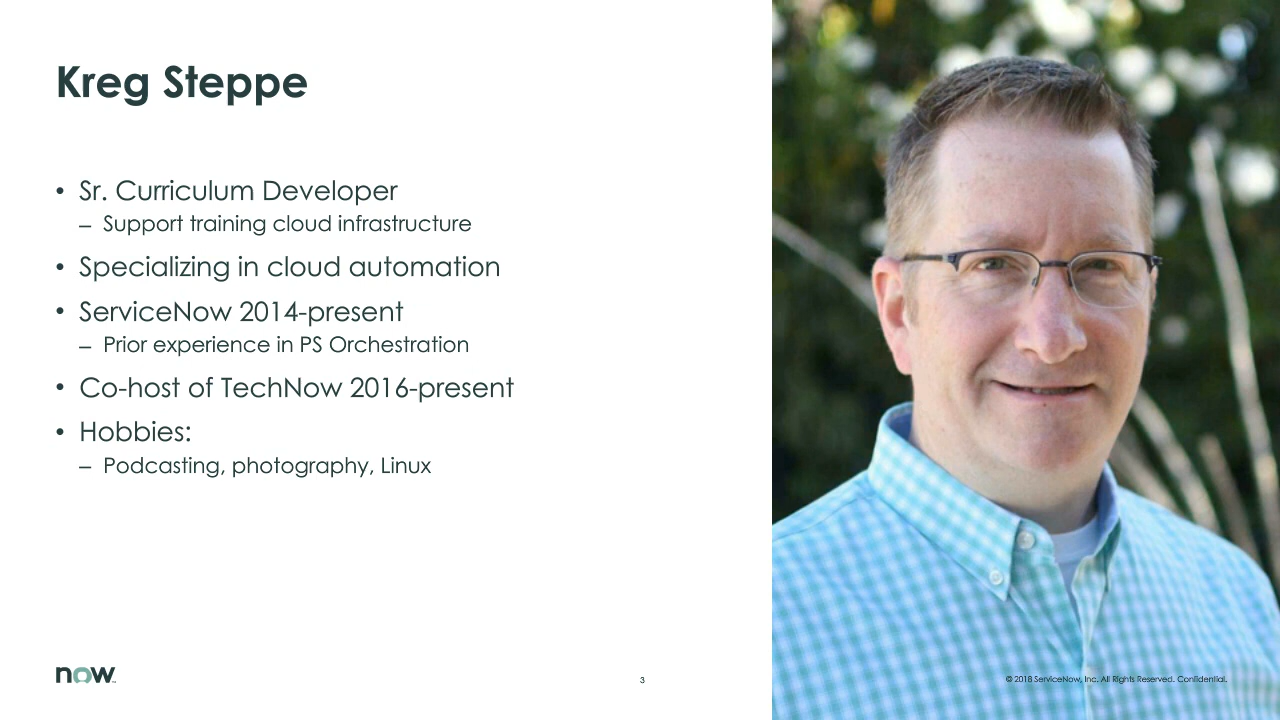 Kreg Steppe
• Sr. Curriculum Developer
– Support training cloud infrastructure
• Specializing in cloud automation
• ServiceNow 2014-present
– Prior experience in PS Orchestration
• Co-host of TechNow 2016-present
• Hobbies:
– Podcasting, photography, Linux
now
3
© 2018 ServiceNow, Inc. All Rights Reserved. Confidential.